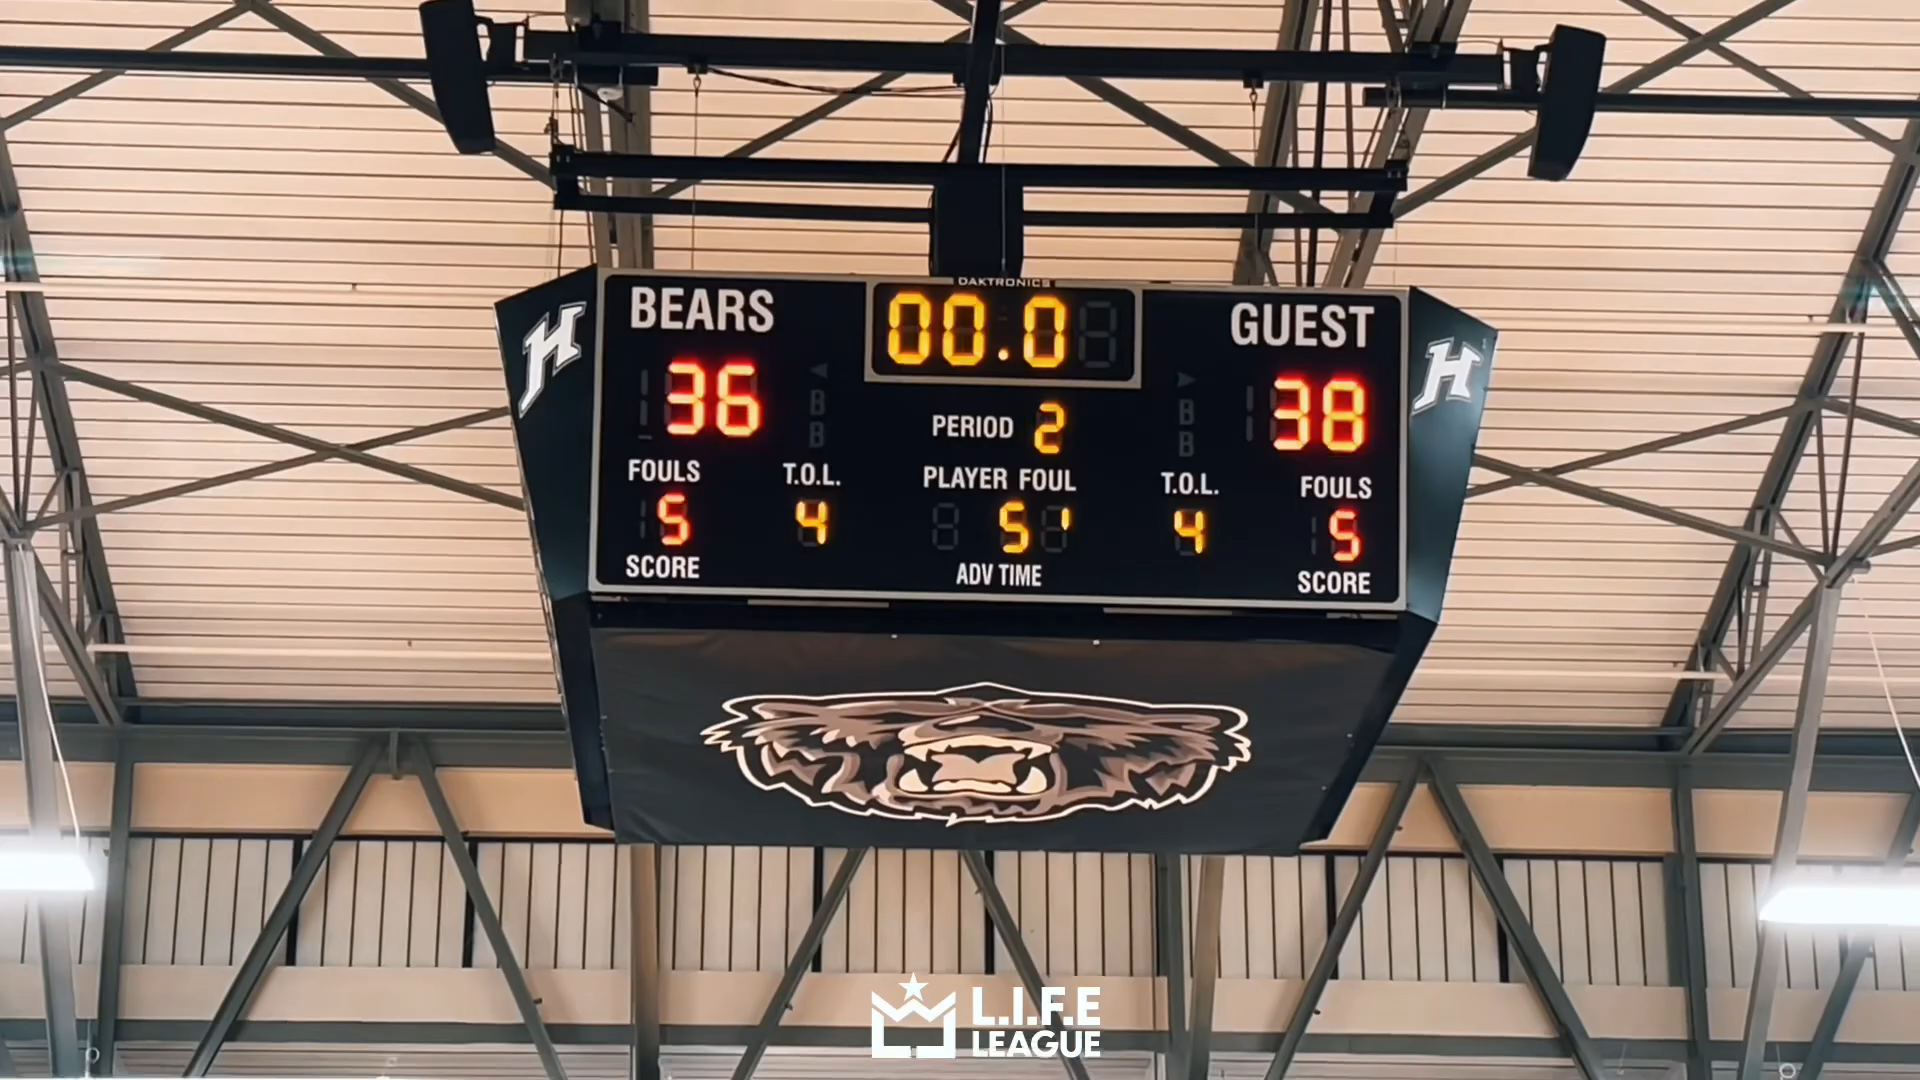 DAKTRONICS
BEARS 00.0 GUEST
H 36 B B PERIOD 2 B B 38 H
FOULS T.O.L. PLAYER FOUL T.O.L. FOULS
5 4 5 ' 4 5
SCORE ADV TIME SCORE
L.I.F.E
LEAGUE